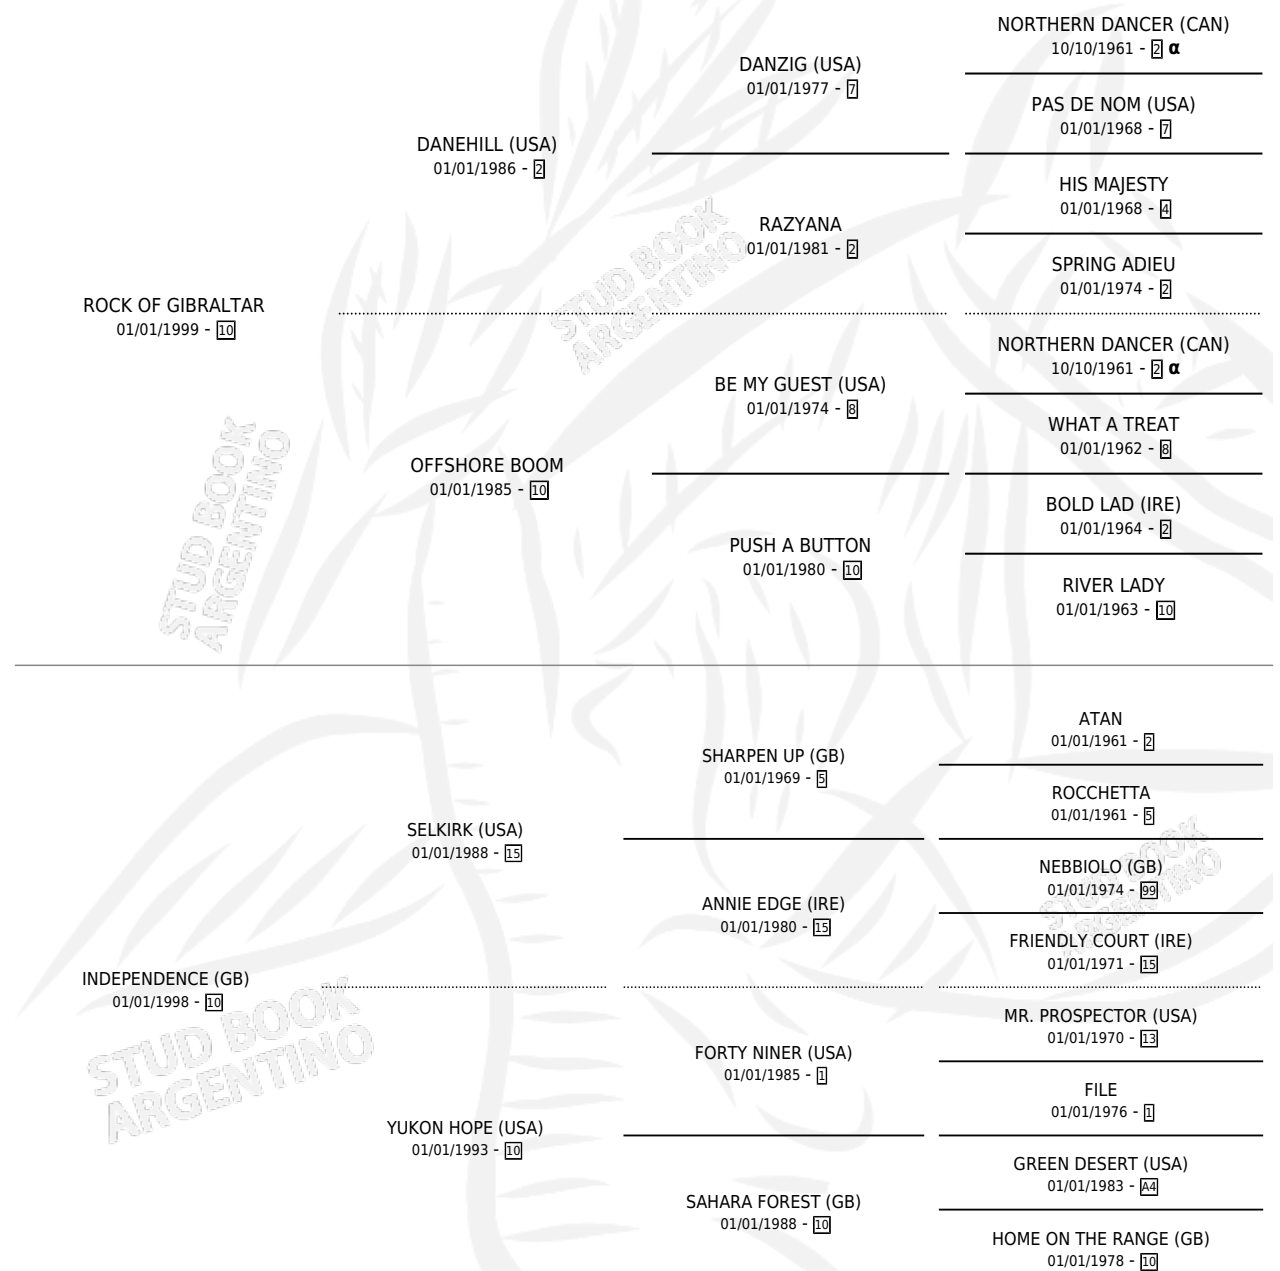 NORTHERN DANCER (CAN)
10/10/1961 - 2 α
DANZIG (USA)
01/01/1977 - 7
PAS DE NOM (USA)
01/01/1968 - 7
DANEHILL (USA)
01/01/1986 - 2
HIS MAJESTY
01/01/1968 - 4
RAZYANA
01/01/1981 - 2
SPRING ADIEU
01/01/1974 - 2
ROCK OF GIBRALTAR
01/01/1999 - 10
NORTHERN DANCER (CAN)
10/10/1961 - 2 α
BE MY GUEST (USA)
01/01/1974 - 8
WHAT A TREAT
01/01/1962 - 8
OFFSHORE BOOM
01/01/1985 - 10
BOLD LAD (IRE)
01/01/1964 - 2
PUSH A BUTTON
01/01/1980 - 10
RIVER LADY
01/01/1963 - 10
STUD BOOK
ARGENTINO
STUD BOOK
ARGENTINO
ATAN
01/01/1961 - 2
SHARPEN UP (GB)
01/01/1969 - 5
ROCCHETTA
01/01/1961 - 5
SELKIRK (USA)
01/01/1988 - 15
NEBBIOLO (GB)
01/01/1974 - 99
ANNIE EDGE (IRE)
01/01/1980 - 15
FRIENDLY COURT (IRE)
01/01/1971 - 15
INDEPENDENCE (GB)
01/01/1998 - 10
MR. PROSPECTOR (USA)
01/01/1970 - 13
FORTY NINER (USA)
01/01/1985 - 1
FILE
01/01/1976 - 1
YUKON HOPE (USA)
01/01/1993 - 10
GREEN DESERT (USA)
01/01/1983 - A4
SAHARA FOREST (GB)
01/01/1988 - 10
HOME ON THE RANGE (GB)
01/01/1978 - 10
STUD BOOK
ARGENTINO
STUD BOOK
ARGENTINO